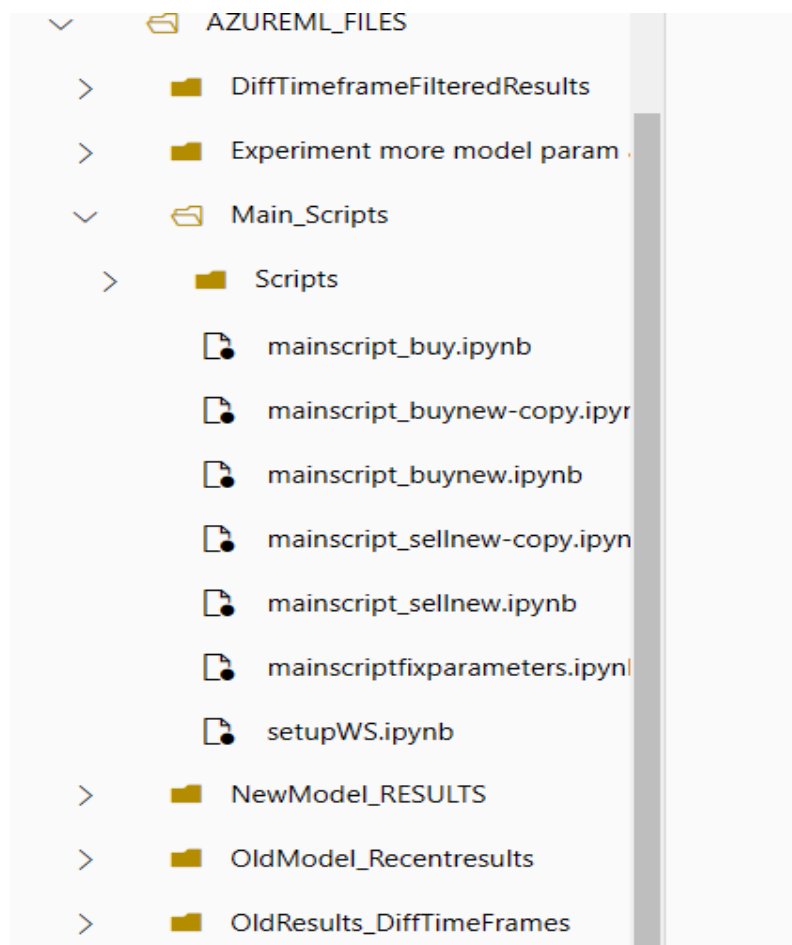 AZUREML_FILES
DiffTimeframeFilteredResults
Experiment more model param
Main_Scripts
Scripts
mainscript_buy.ipynb
mainscript_buynew-copy.ipyn
mainscript_buynew.ipynb
mainscript_sellnew-copy.ipyn
mainscript_sellnew.ipynb
mainscriptfixparameters.ipynl
setupWS.ipynb
NewModel_RESULTS
OldModel_Recentresults
OldResults_DiffTimeFrames